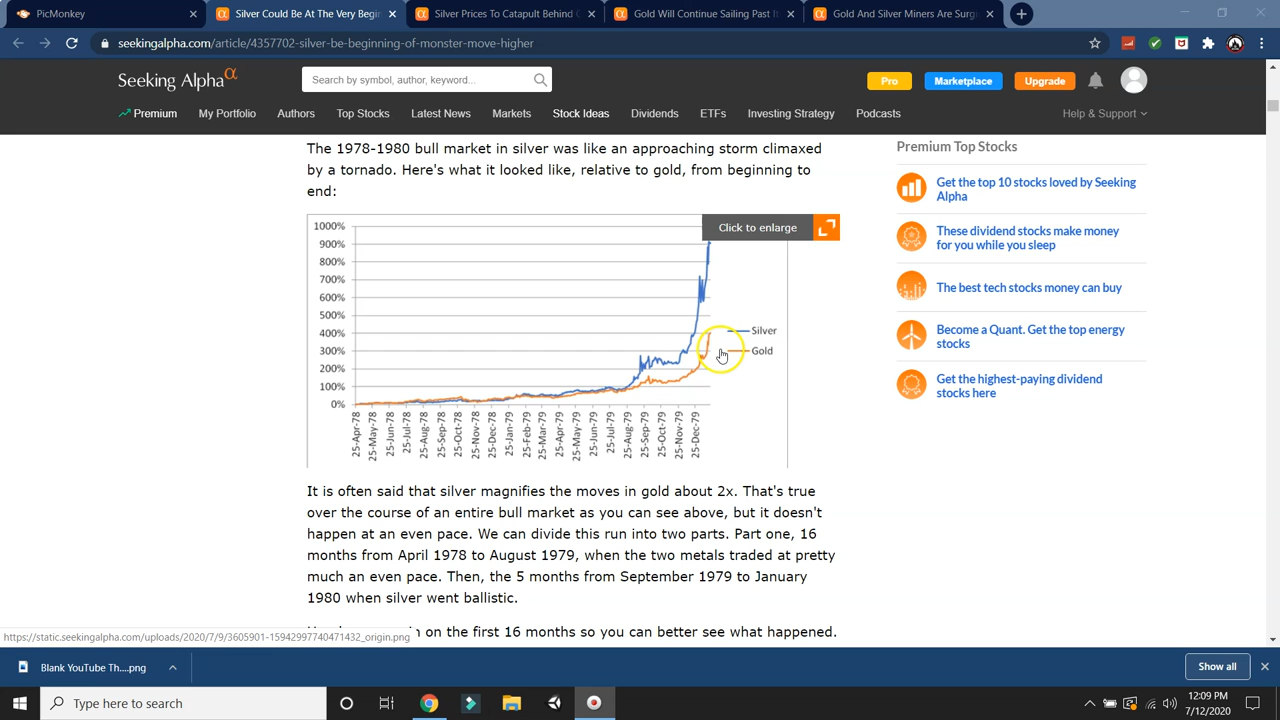 PicMonkey
Silver Could Be At The Very Begin
Silver Prices To Catapult Behind
Gold Will Continue Sailing Past It
Gold And Silver Miners Are Surg
seekingalpha.com/article/4357702-silver-be-beginning-of-monster-move-higher
Seeking Alpha α
Search by symbol, author, keyword...
Pro
Marketplace
Upgrade
Premium
My Portfolio
Authors
Top Stocks
Latest News
Markets
Stock Ideas
Dividends
ETFs
Investing Strategy
Podcasts
Help & Support
The 1978-1980 bull market in silver was like an approaching storm climaxed
by a tornado. Here's what it looked like, relative to gold, from beginning to
end:
Click to enlarge
1000%
900%
800%
700%
600%
500%
400%
300%
200%
100%
0%
Silver
Gold
25-Apr-78
25-May-78
25-Jun-78
25-Jul-78
25-Aug-78
25-Sep-78
25-Oct-78
25-Nov-78
25-Dec-78
25-Jan-79
25-Feb-79
25-Mar-79
25-Apr-79
25-May-79
25-Jun-79
25-Jul-79
25-Aug-79
25-Sep-79
25-Oct-79
25-Nov-79
25-Dec-79
It is often said that silver magnifies the moves in gold about 2x. That's true
over the course of an entire bull market as you can see above, but it doesn't
happen at an even pace. We can divide this run into two parts. Part one, 16
months from April 1978 to August 1979, when the two metals traded at pretty
much an even pace. Then, the 5 months from September 1979 to January
1980 when silver went ballistic.
on the first 16 months so you can better see what happened.
Premium Top Stocks
Get the top 10 stocks loved by Seeking
Alpha
These dividend stocks make money
for you while you sleep
The best tech stocks money can buy
Become a Quant. Get the top energy
stocks
Get the highest-paying dividend
stocks here
https://static.seekingalpha.com/uploads/2020/7/9/3605901-15942997740471432_origin.png
Blank YouTube Th....png
Show all
Type here to search
12:09 PM
7/12/2020